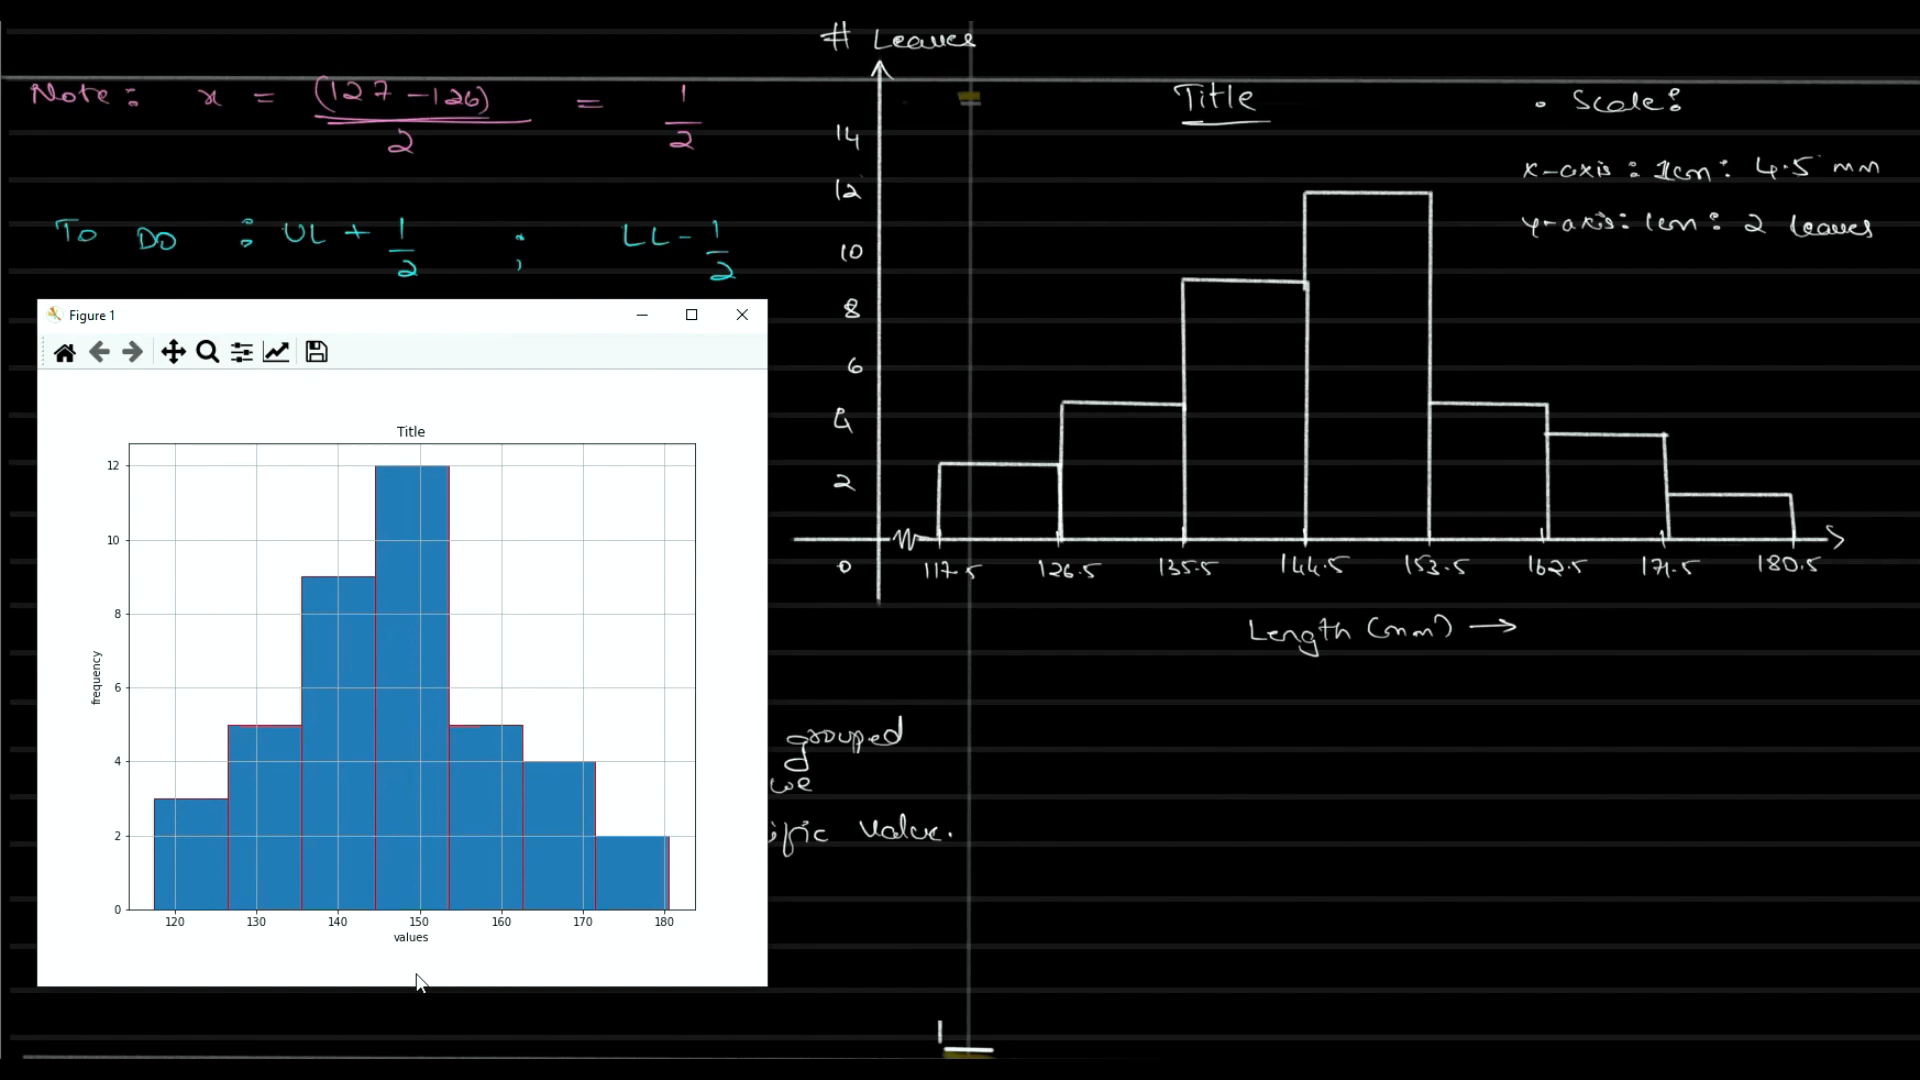 # Leaves
Note: x = (127 - 126) / 2 = 1/2
To DO : UL + 1/2 ; LL - 1/2
Title
• Scale:
x-axis : 1cm : 4.5 mm
y-axis : 1cm : 2 leaves
14
12
10
8
6
4
2
0
117.5 126.5 135.5 144.5 153.5 162.5 171.5 180.5
Length (mm) →
Figure 1
Title
12
10
8
6
4
2
0
frequency
120 130 140 150 160 170 180
values
grouped
we
ific value.